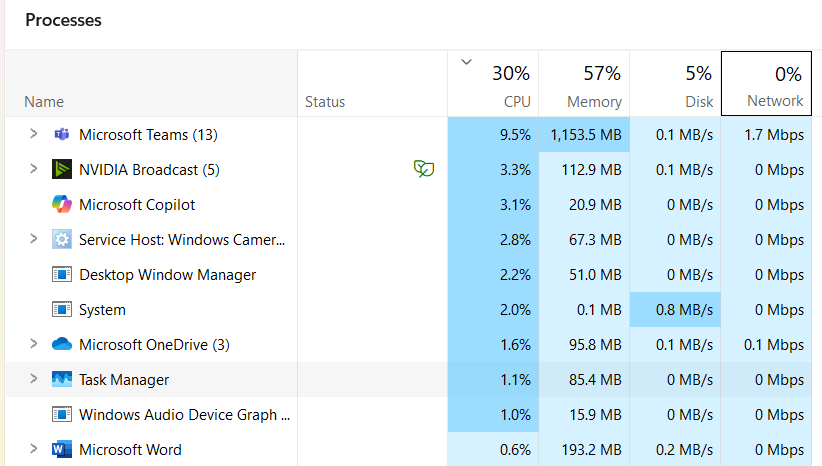 Processes
30% 57% 5% 0%
Name Status CPU Memory Disk Network
Microsoft Teams (13) 9.5% 1,153.5 MB 0.1 MB/s 1.7 Mbps
NVIDIA Broadcast (5) 3.3% 112.9 MB 0.1 MB/s 0 Mbps
Microsoft Copilot 3.1% 20.9 MB 0 MB/s 0 Mbps
Service Host: Windows Camer... 2.8% 67.3 MB 0 MB/s 0 Mbps
Desktop Window Manager 2.2% 51.0 MB 0 MB/s 0 Mbps
System 2.0% 0.1 MB 0.8 MB/s 0 Mbps
Microsoft OneDrive (3) 1.6% 95.8 MB 0.1 MB/s 0.1 Mbps
Task Manager 1.1% 85.4 MB 0 MB/s 0 Mbps
Windows Audio Device Graph ... 1.0% 15.9 MB 0 MB/s 0 Mbps
Microsoft Word 0.6% 193.2 MB 0.2 MB/s 0 Mbps